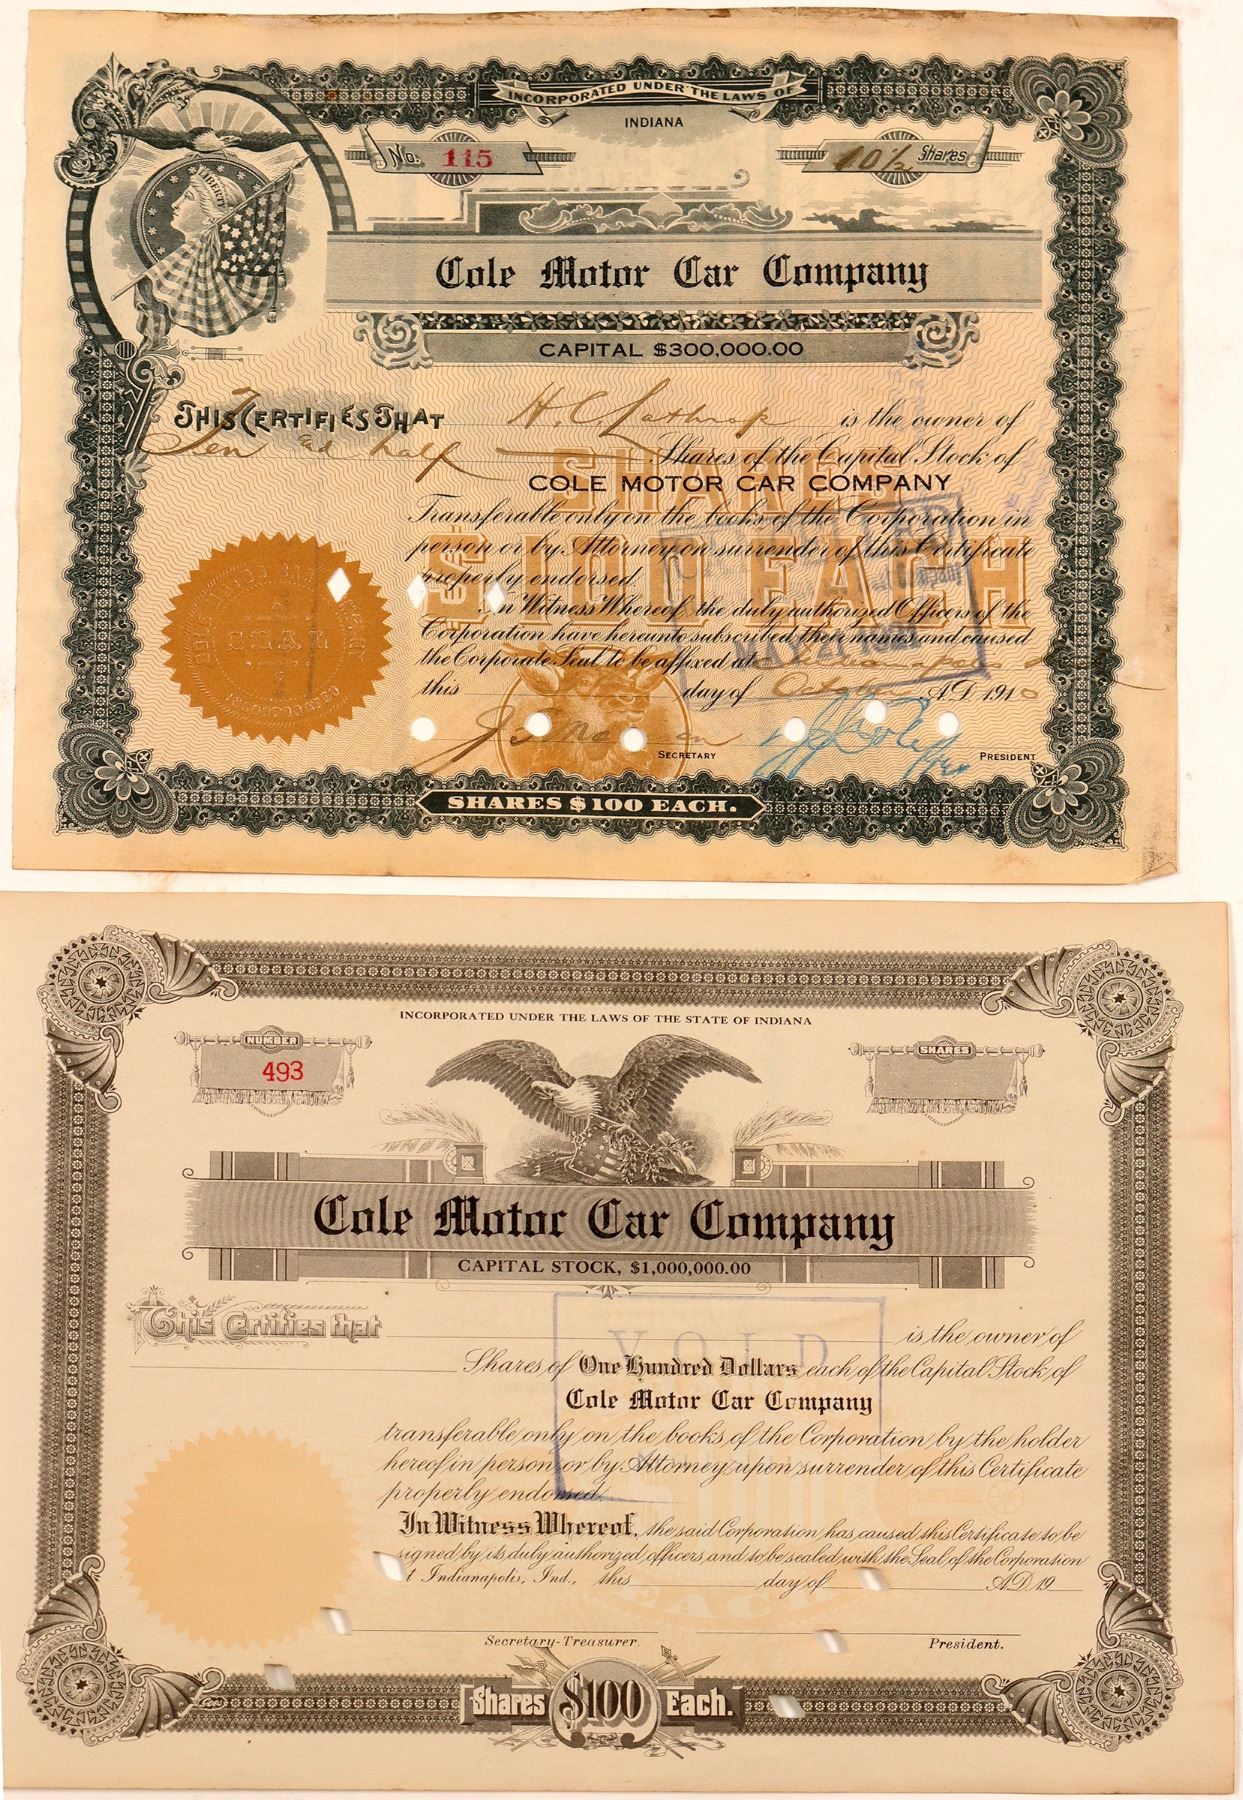 INCORPORATED UNDER THE LAWS OF
INDIANA
No. 115
10½ Shares
LIBERTY
Cole Motor Car Company
CAPITAL $300,000.00
THIS CERTIFIES THAT H. C. Lathrop is the owner of
Ten and half Shares of the Capital Stock of
COLE MOTOR CAR COMPANY
SHARES
$100 EACH
Transferable only on the books of the Corporation in
person or by Attorney on surrender of this Certificate
properly endorsed.
In Witness Whereof, the duly authorized Officers of the
Corporation have hereunto subscribed their names and caused
the Corporate Seal to be affixed at
this day of October A.D. 1910
SEAL
SECRETARY
PRESIDENT
SHARES $100 EACH.
INCORPORATED UNDER THE LAWS OF THE STATE OF INDIANA
NUMBER
493
SHARES
Cole Motor Car Company
CAPITAL STOCK, $1,000,000.00
This Certifies that is the owner of
VOID
Shares of One Hundred Dollars each of the Capital Stock of
Cole Motor Car Company
transferable only on the books of the Corporation by the holder
hereof in person or by Attorney upon surrender of this Certificate
properly endorsed.
In Witness Whereof, the said Corporation has caused this Certificate to be
signed by its duly authorized officers and to be sealed with the Seal of the Corporation
t Indianapolis, Ind., this day of A.D. 19
EACH
Secretary-Treasurer.
President.
Shares $100 Each.